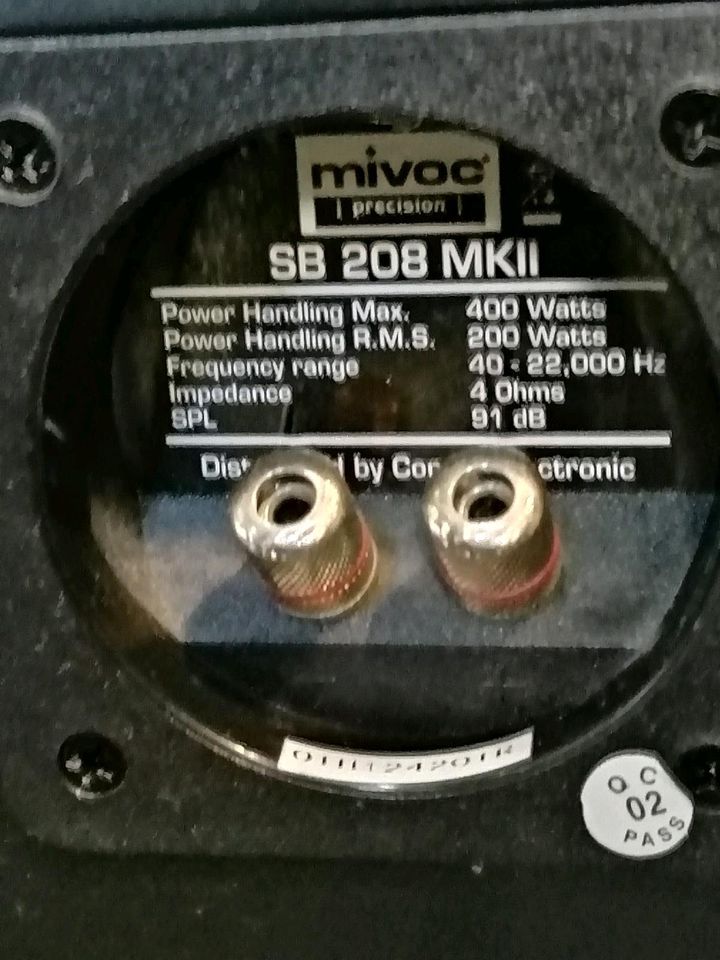 mivoc
precision
SB 208 MKII
Power Handling Max. 400 Watts
Power Handling R.M.S. 200 Watts
Frequency range 40 - 22,000 Hz
Impedance 4 Ohms
SPL 91 dB
by
QC
02
PASS